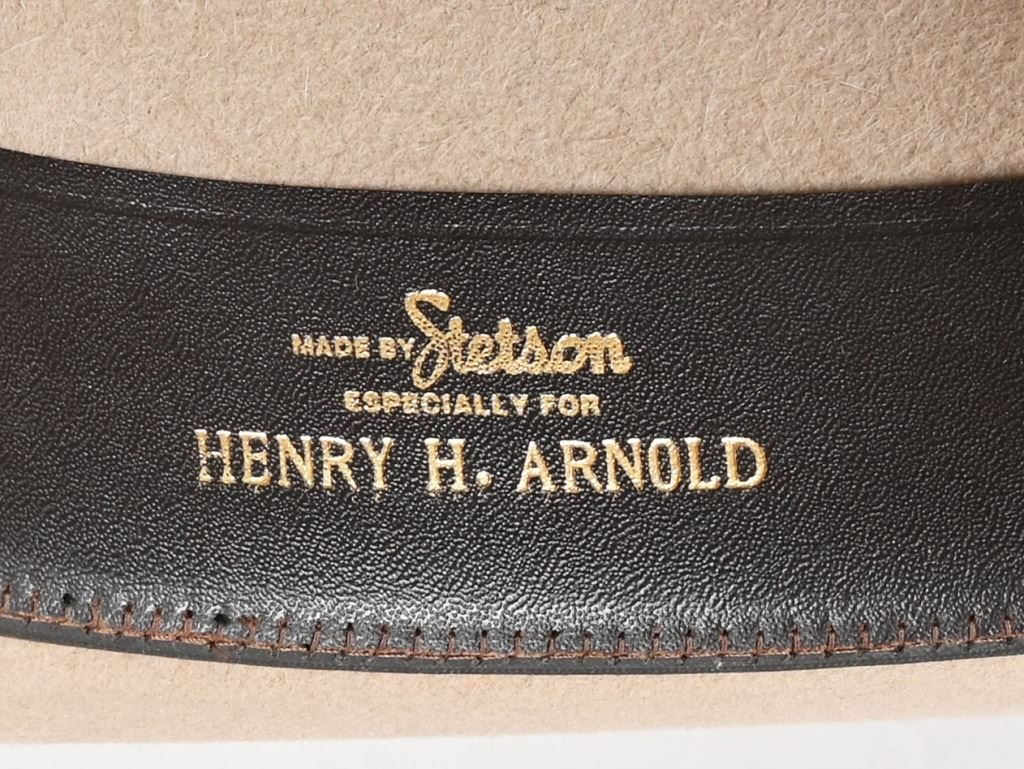 MADE BY Stetson
ESPECIALLY FOR
HENRY H. ARNOLD